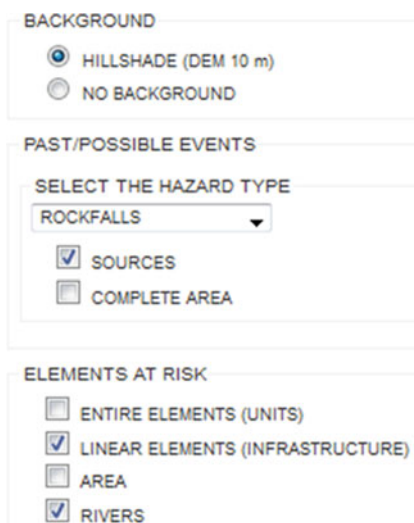 BACKGROUND
HILLSHADE (DEM 10 m)
NO BACKGROUND
PAST/POSSIBLE EVENTS
SELECT THE HAZARD TYPE
ROCKFALLS
SOURCES
COMPLETE AREA
ELEMENTS AT RISK
ENTIRE ELEMENTS (UNITS)
LINEAR ELEMENTS (INFRASTRUCTURE)
AREA
RIVERS